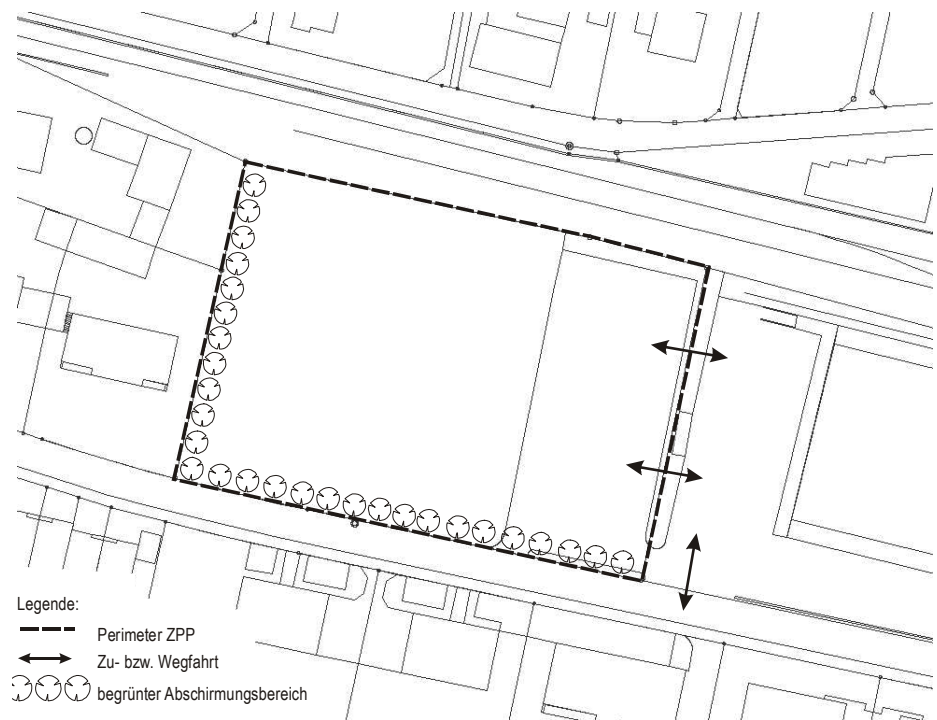 Legende:
Perimeter ZPP
Zu- bzw. Wegfahrt
begrünter Abschirmungsbereich